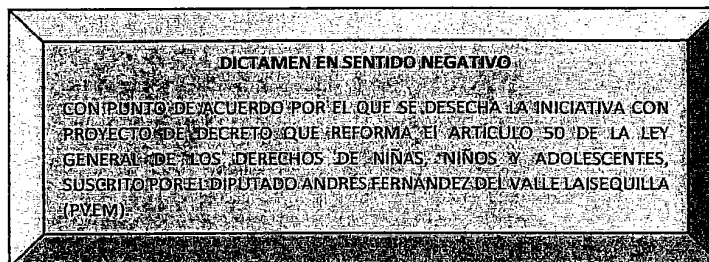 DICTAMEN EN SENTIDO NEGATIVO
CON PUNTO DE ACUERDO POR EL QUE SE DESECHA LA INICIATIVA CON
PROYECTO DE DECRETO QUE REFORMA El ARTÍCULO 50 DE LA LEY
GENERAL DE LOS DERECHOS DE NIÑAS, NIÑOS Y ADOLESCENTES,
SUSCRITO POR EL DIPUTADO ANDRÉS FERNÁNDEZ DEL VALLE LAISEQUILLA
(PVEM)